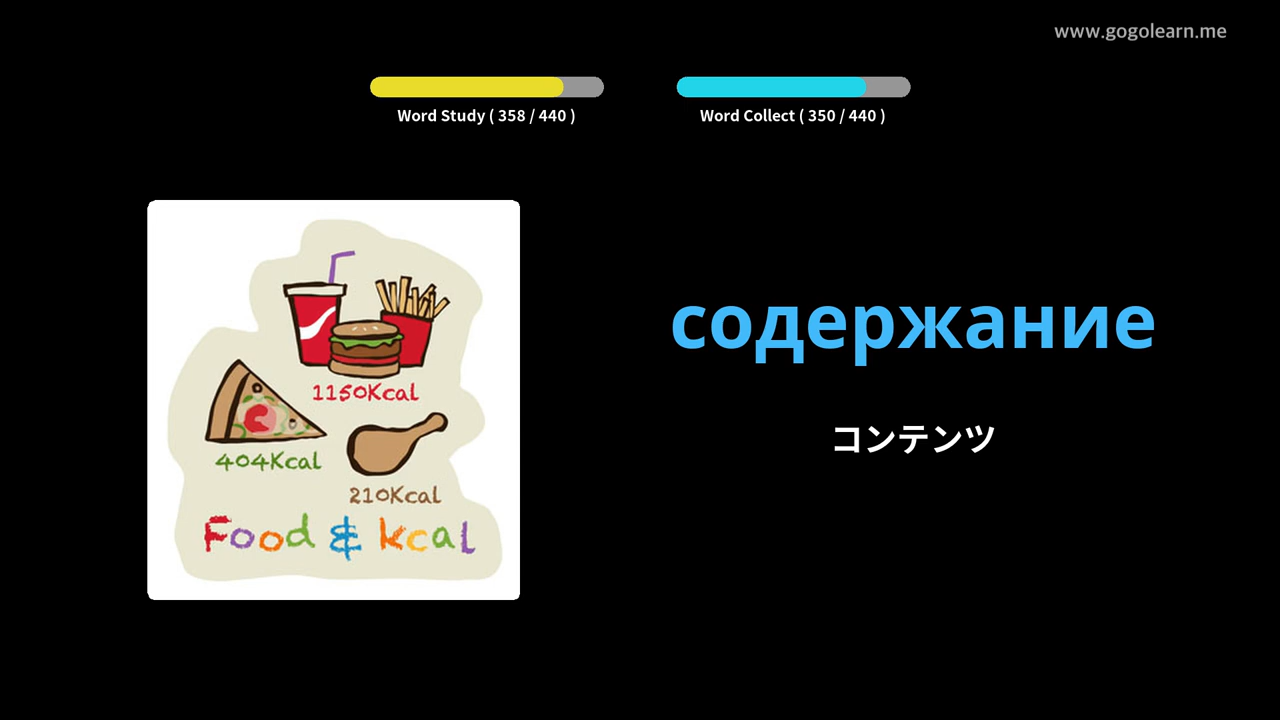 www.gogolearn.me
Word Study ( 358 / 440 )
Word Collect ( 350 / 440 )
1150Kcal
404Kcal
210Kcal
Food & kcal
содержание
コンテンツ